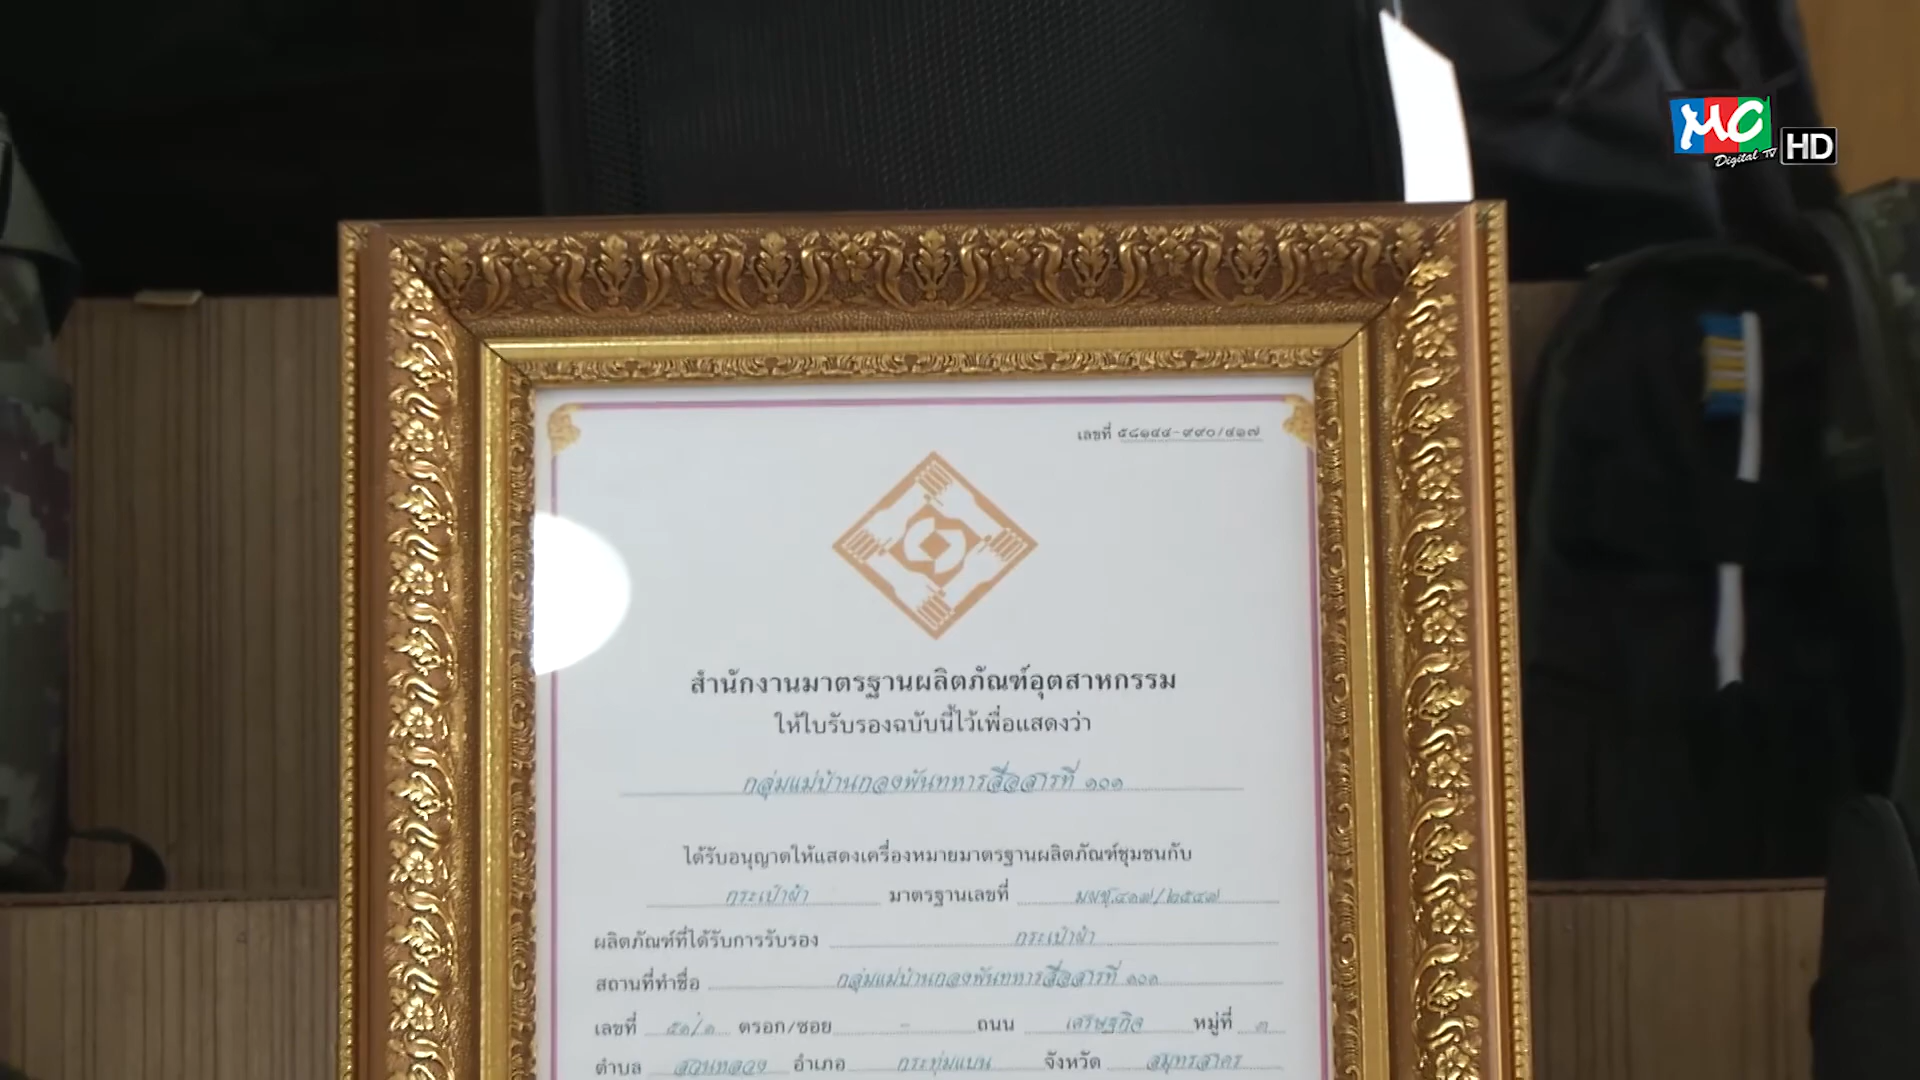 MC
Digital TV HD
เลขที่ ๕๘๑๔๔-๙๙๐/๔๑๗
สำนักงานมาตรฐานผลิตภัณฑ์อุตสาหกรรม
ให้ใบรับรองฉบับนี้ไว้เพื่อแสดงว่า
กลุ่มแม่บ้านกองพันทหารสื่อสารที่ ๑๐๑
ได้รับอนุญาตให้แสดงเครื่องหมายมาตรฐานผลิตภัณฑ์ชุมชนกับ
กระเป๋าผ้า มาตรฐานเลขที่ มผช.๔๑๗/๒๕๔๗
ผลิตภัณฑ์ที่ได้รับการรับรอง กระเป๋าผ้า
สถานที่ทำชื่อ กลุ่มแม่บ้านกองพันทหารสื่อสารที่ ๑๐๑
เลขที่ ๕๑/๑ ตรอก/ซอย - ถนน เศรษฐกิจ หมู่ที่ ๓
ตำบล สวนหลวง อำเภอ กระทุ่มแบน จังหวัด สมุทรสาคร